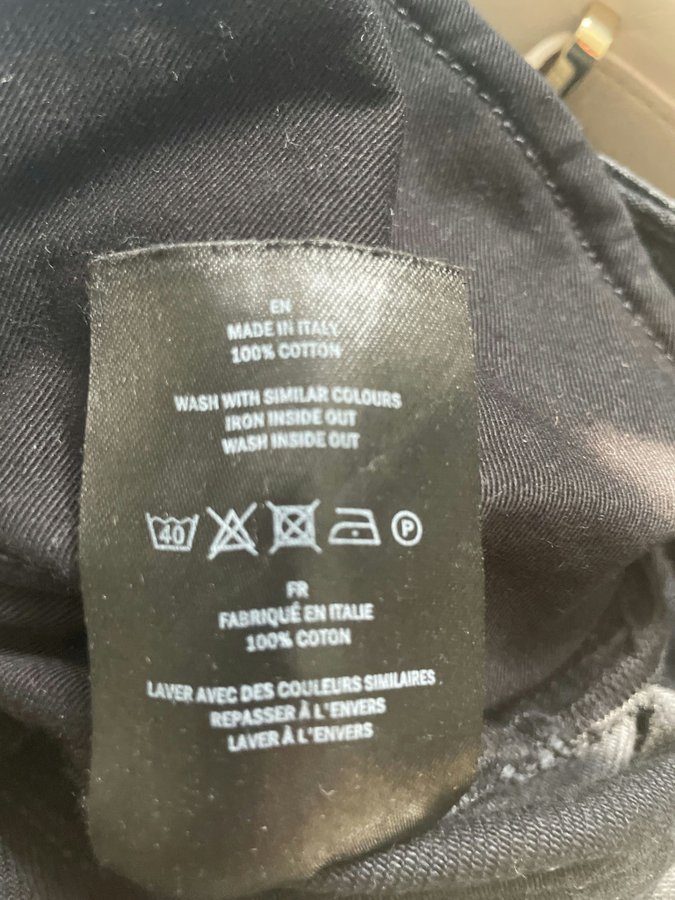 EN
MADE IN ITALY
100% COTTON
WASH WITH SIMILAR COLOURS
IRON INSIDE OUT
WASH INSIDE OUT
40 P
FR
FABRIQUÉ EN ITALIE
100% COTON
LAVER AVEC DES COULEURS SIMILAIRES
REPASSER À L'ENVERS
LAVER À L'ENVERS